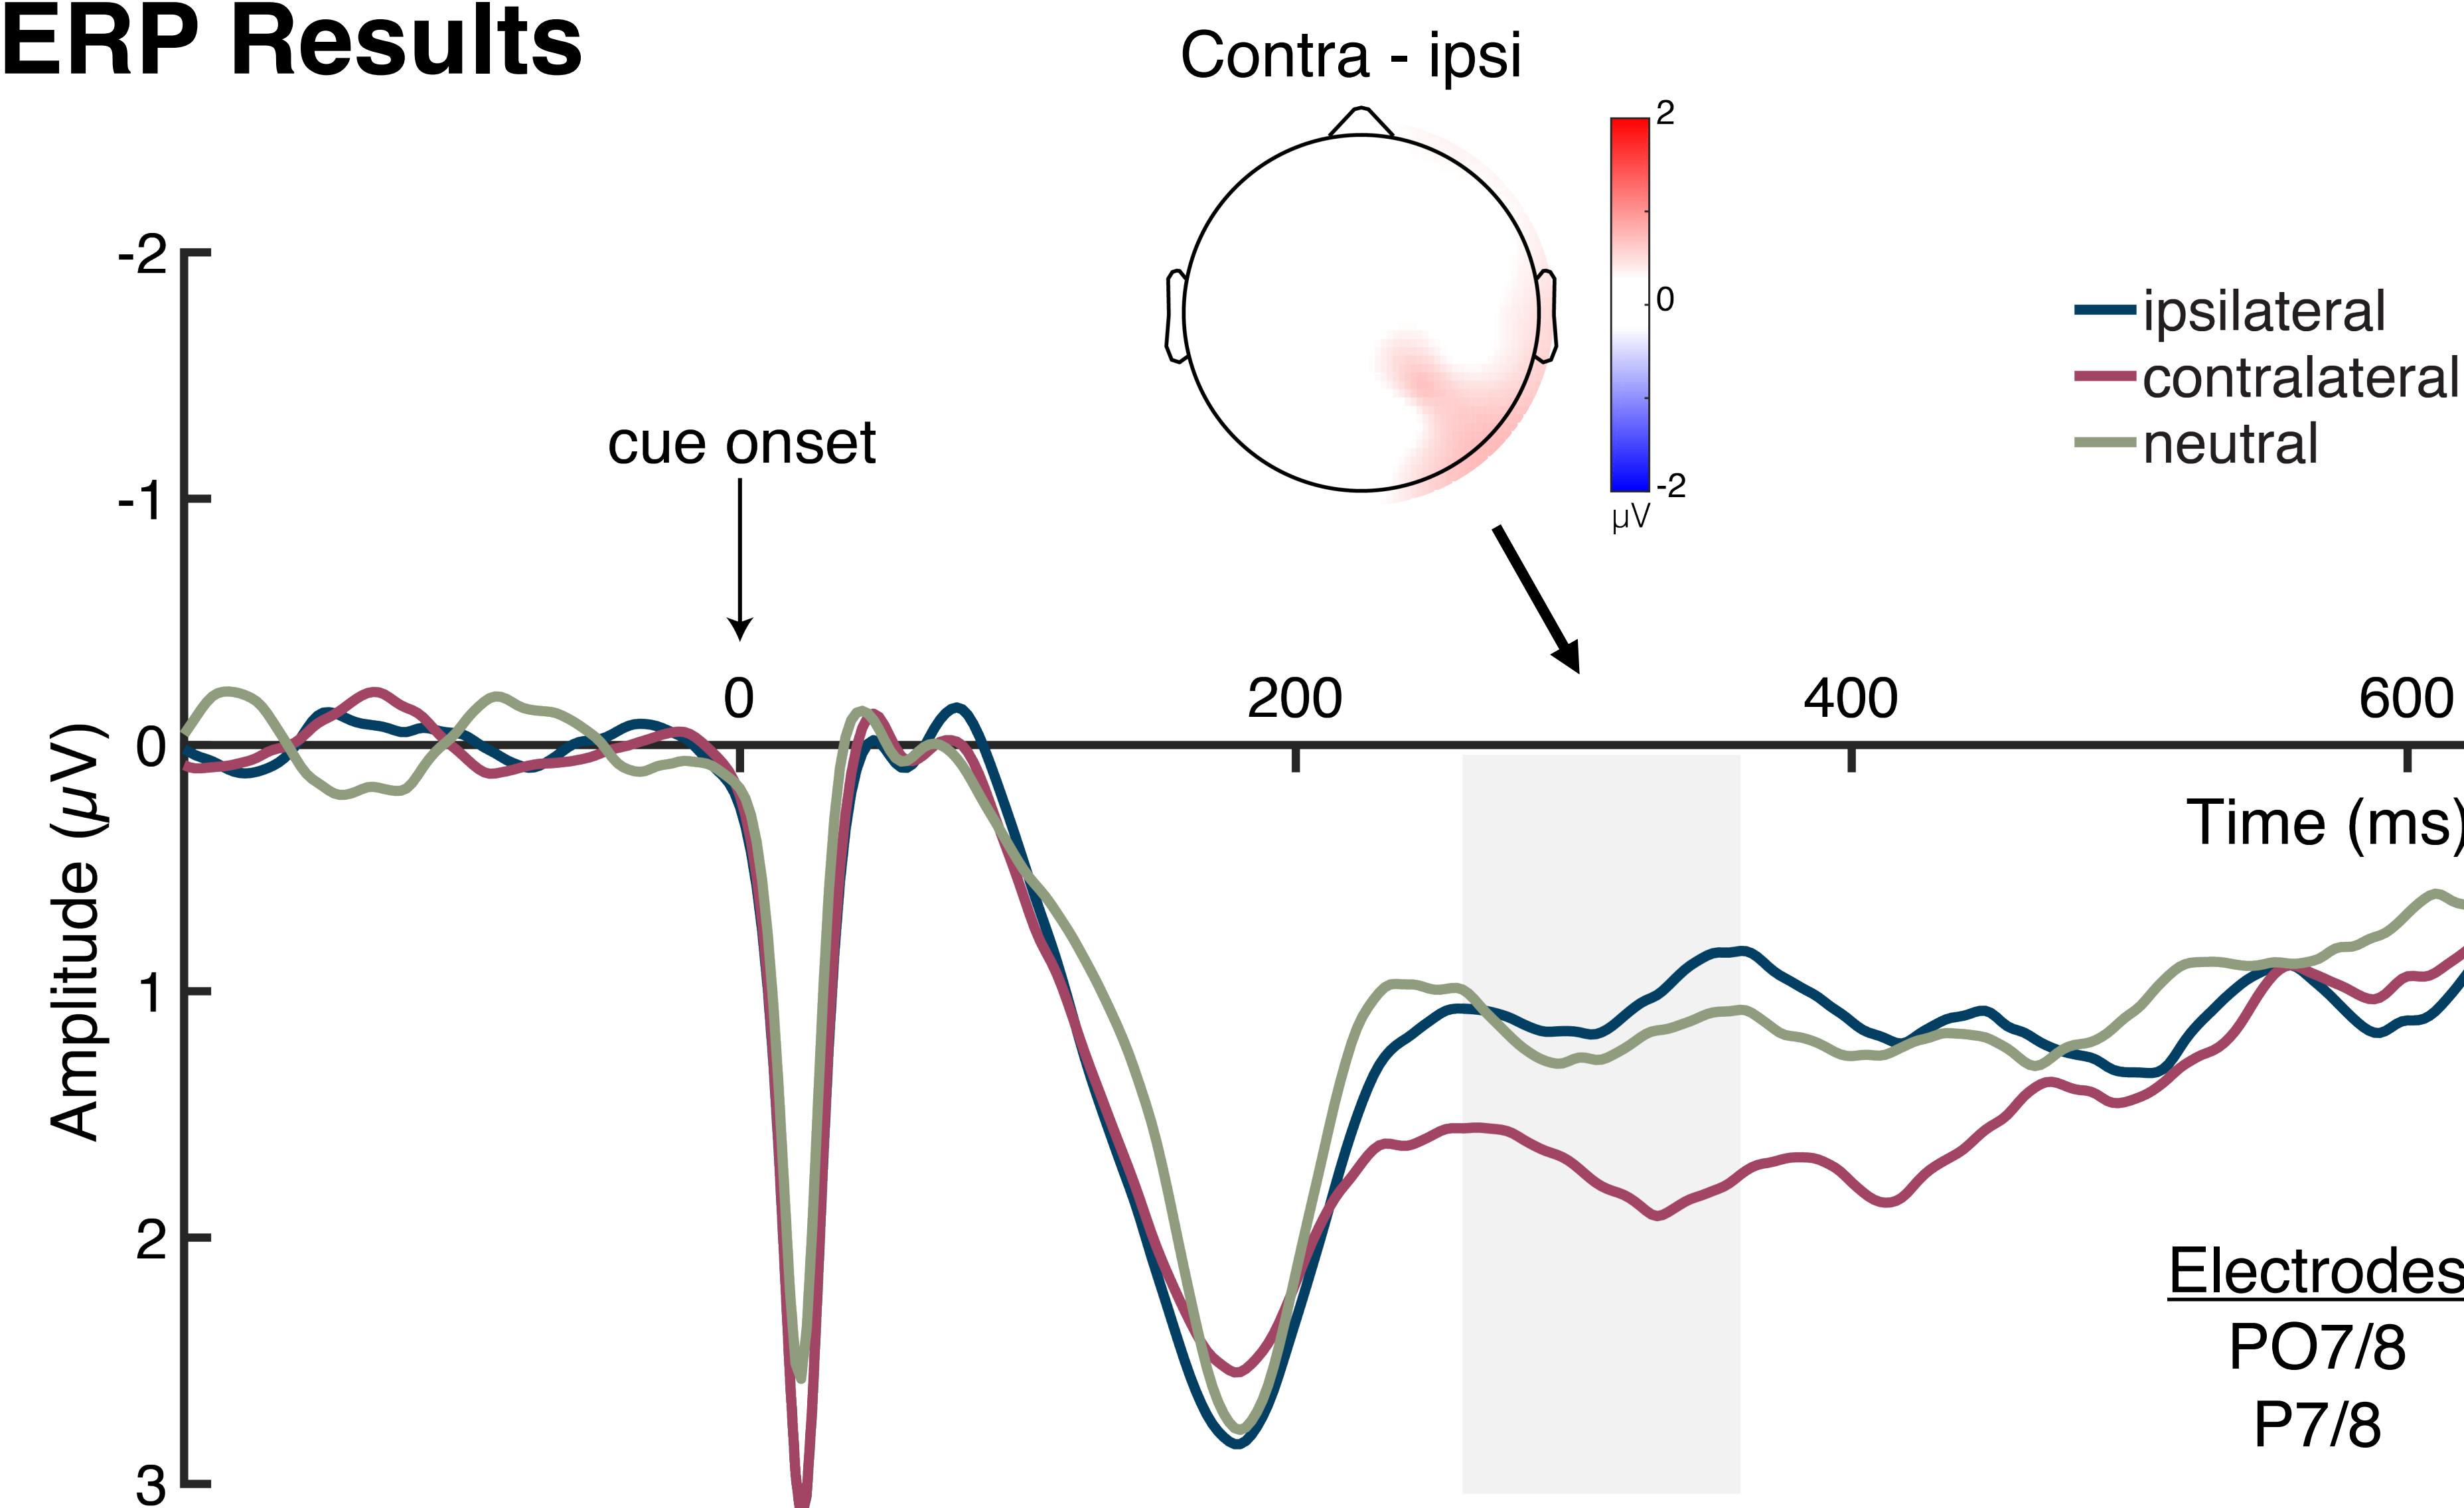 ERP Results
Contra - ipsi
2
0
-2
µV
-2
-1
0
1
2
3
Amplitude (µV)
cue onset
ipsilateral
contralateral
neutral
0
200
400
600
Time (ms)
Electrodes
PO7/8
P7/8